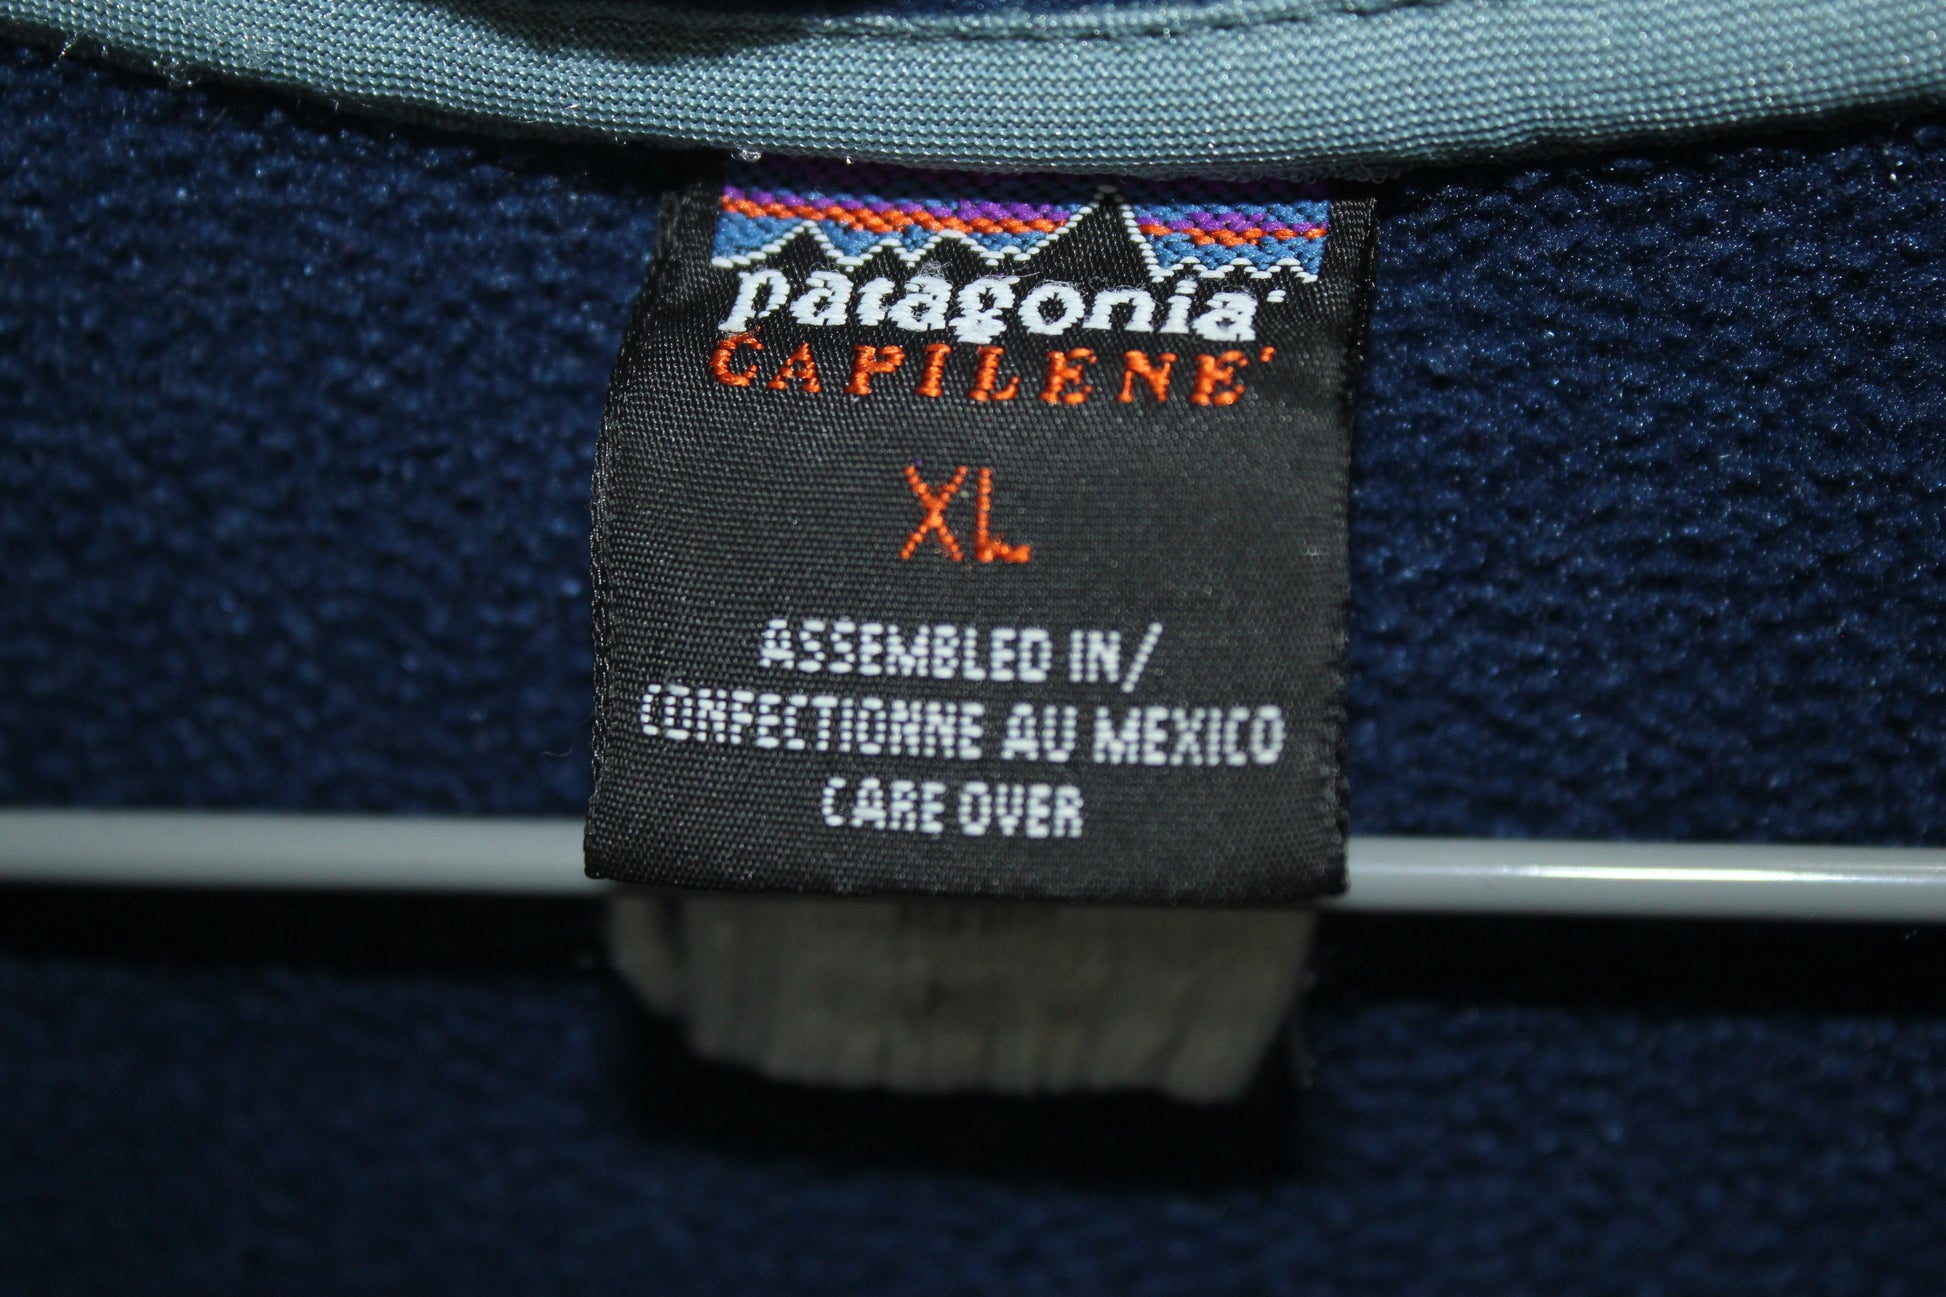 patagonia
CAPILENE
XL
ASSEMBLED IN/
CONFECTIONNE AU MEXICO
CARE OVER